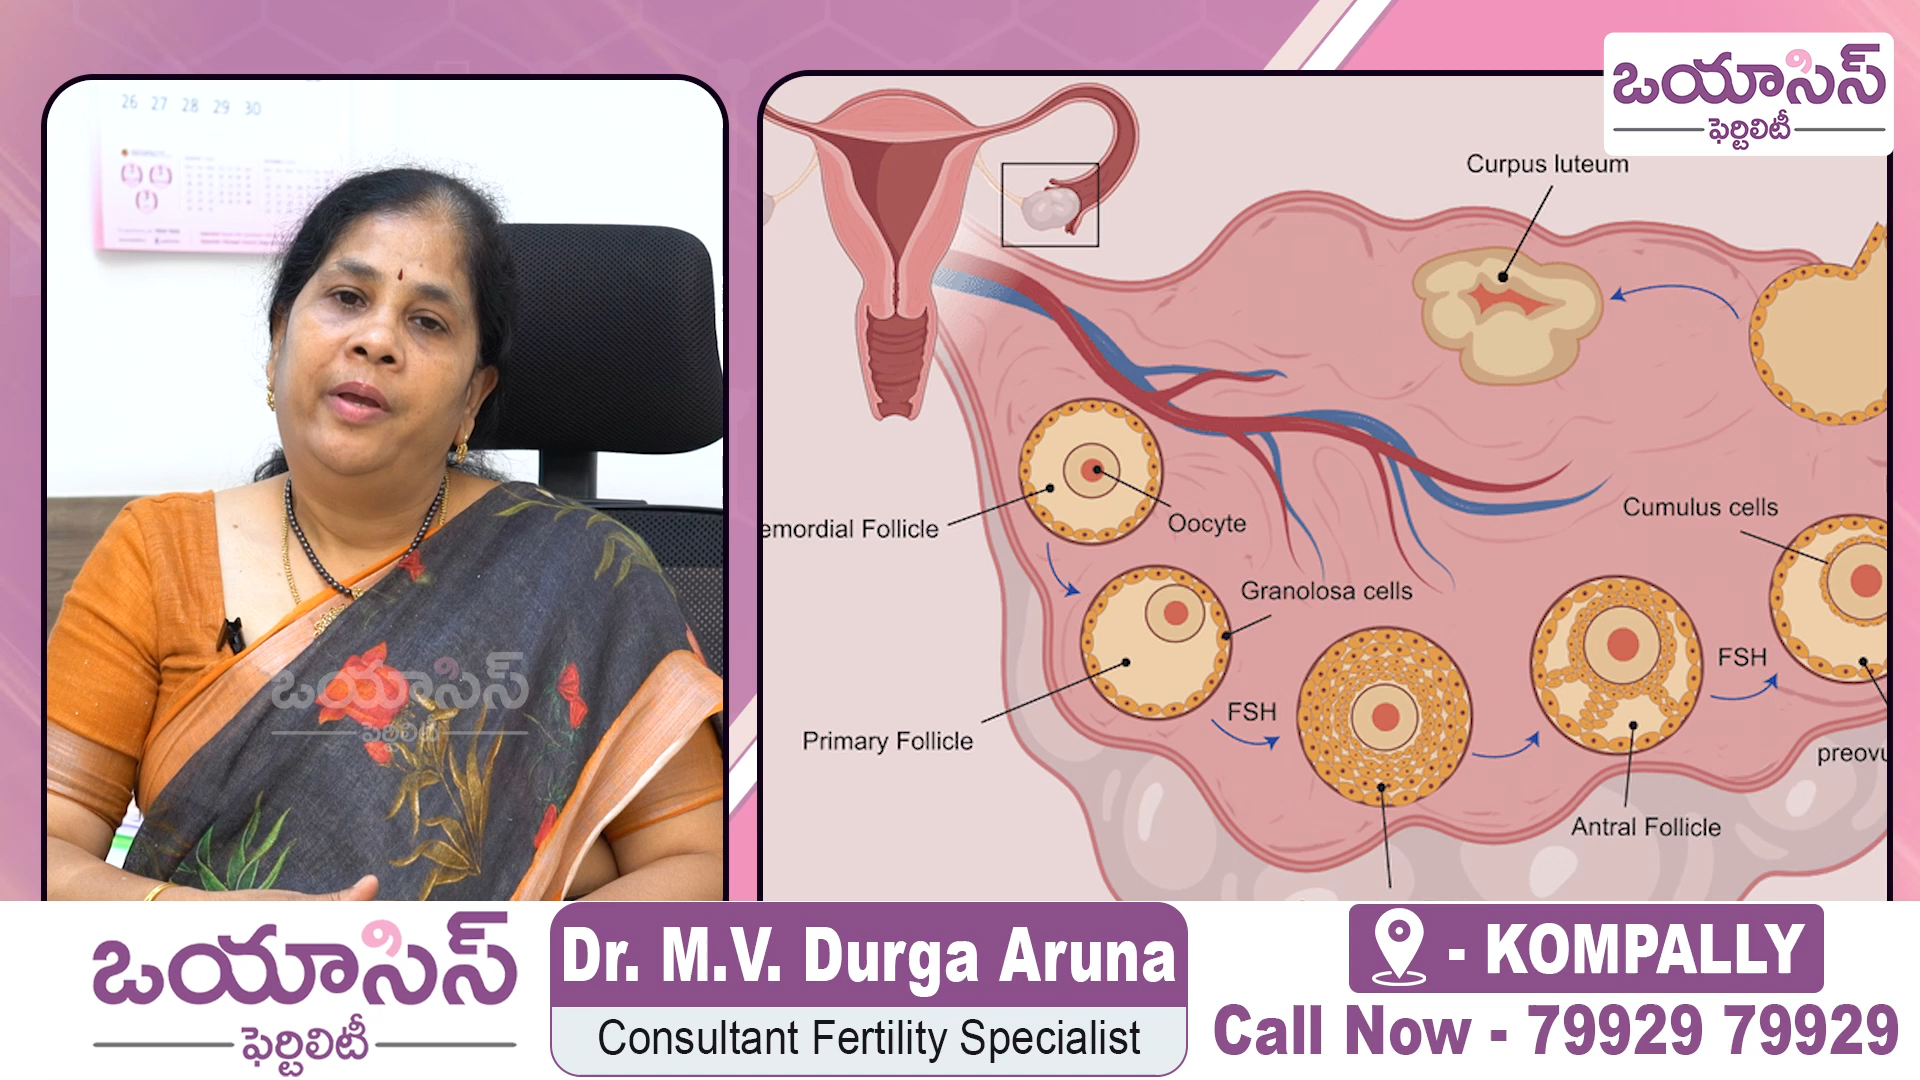 26 27 28 29 30
ఒయాసిస్
ఫెర్టిలిటీ
Curpus luteum
emordial Follicle
Oocyte
Cumulus cells
Granolosa cells
FSH
FSH
Primary Follicle
preovu
Antral Follicle
ఒయాసిస్
ఫెర్టిలిటీ
ఒయాసిస్
ఫెర్టిలిటీ
Dr. M.V. Durga Aruna
Consultant Fertility Specialist
- KOMPALLY
Call Now - 79929 79929